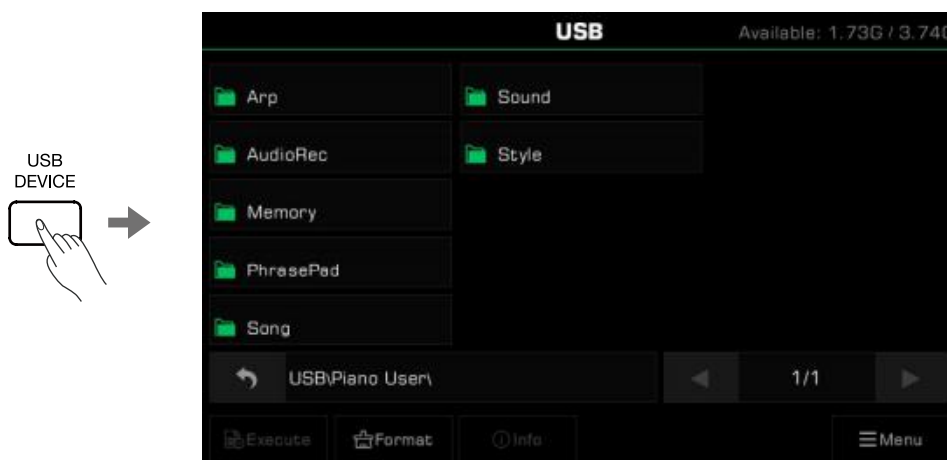 USB
DEVICE
USB
Available: 1.73G / 3.74G
Arp
Sound
AudioRec
Style
Memory
PhrasePad
Song
USB\Piano User\
1/1
Execute
Format
Info
Menu